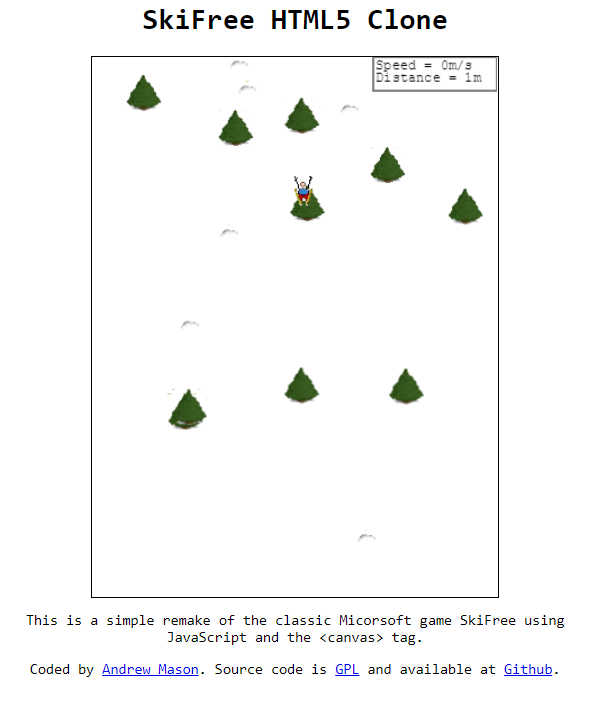 SkiFree HTML5 Clone
Speed = 0m/s
Distance = 1m
This is a simple remake of the classic Micorsoft game SkiFree using
JavaScript and the <canvas> tag.
Coded by Andrew Mason. Source code is GPL and available at Github.